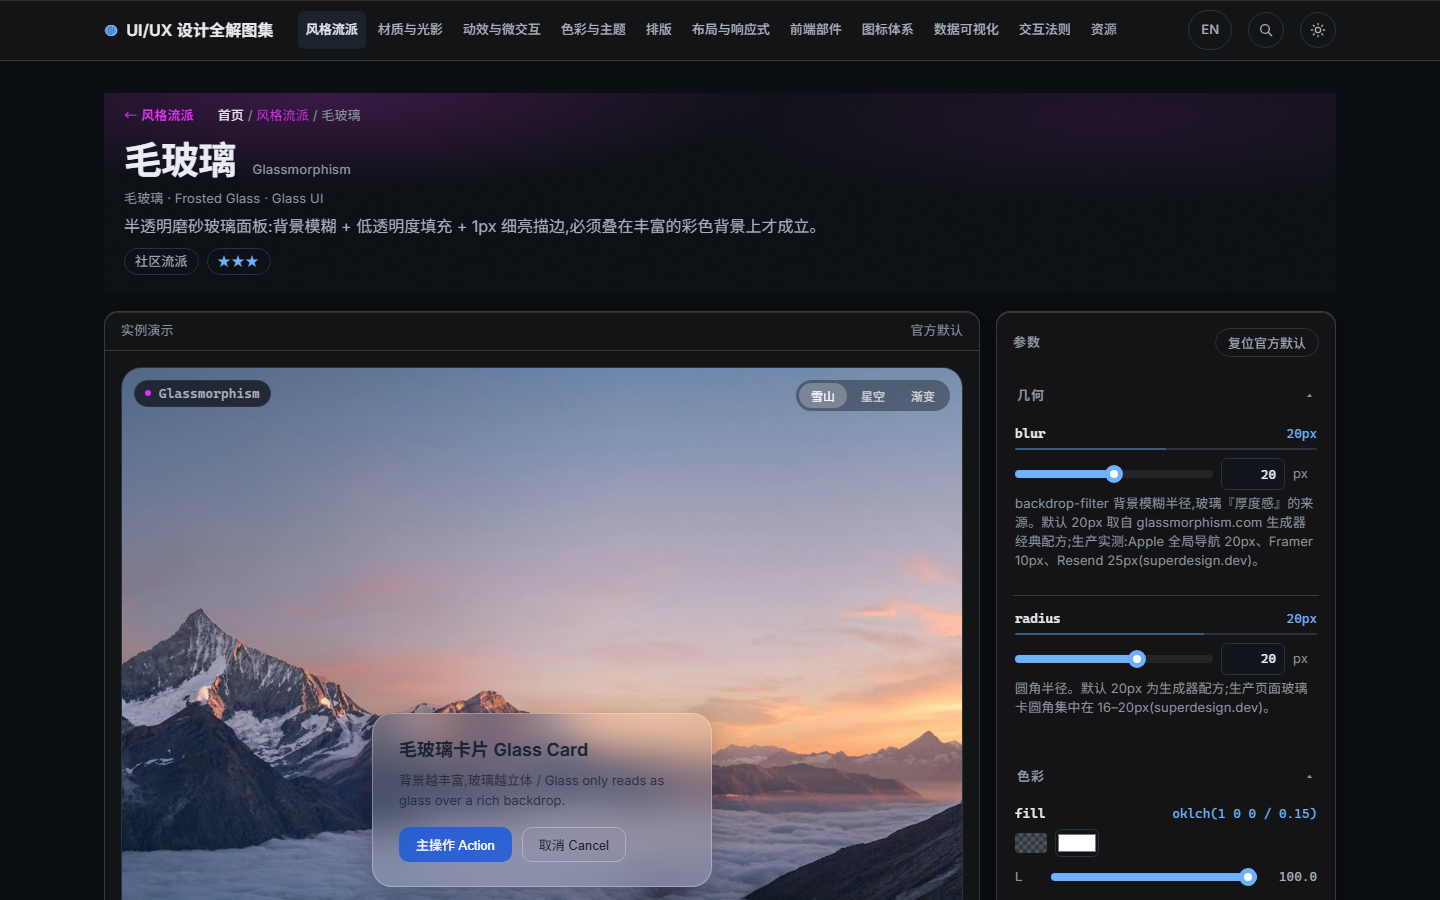 UI/UX 设计全解图集 风格流派 材质与光影 动效与微交互 色彩与主题 排版 布局与响应式 前端部件 图标体系 数据可视化 交互法则 资源 EN
← 风格流派 首页 / 风格流派 / 毛玻璃
毛玻璃 Glassmorphism
毛玻璃 · Frosted Glass · Glass UI
半透明磨砂玻璃面板:背景模糊 + 低透明度填充 + 1px 细亮描边,必须叠在丰富的彩色背景上才成立。
社区流派 ★★★
实例演示 官方默认
Glassmorphism 雪山 星空 渐变
毛玻璃卡片 Glass Card
背景越丰富,玻璃越立体 / Glass only reads as
glass over a rich backdrop.
主操作 Action 取消 Cancel
参数 复位官方默认
几何
blur 20px
20 px
backdrop-filter 背景模糊半径,玻璃『厚度感』的来
源。默认 20px 取自 glassmorphism.com 生成器
经典配方;生产实测:Apple 全局导航 20px、Framer
10px、Resend 25px(superdesign.dev)。
radius 20px
20 px
圆角半径。默认 20px 为生成器配方;生产页面玻璃
卡圆角集中在 16–20px(superdesign.dev)。
色彩
fill oklch(1 0 0 / 0.15)
L 100.0